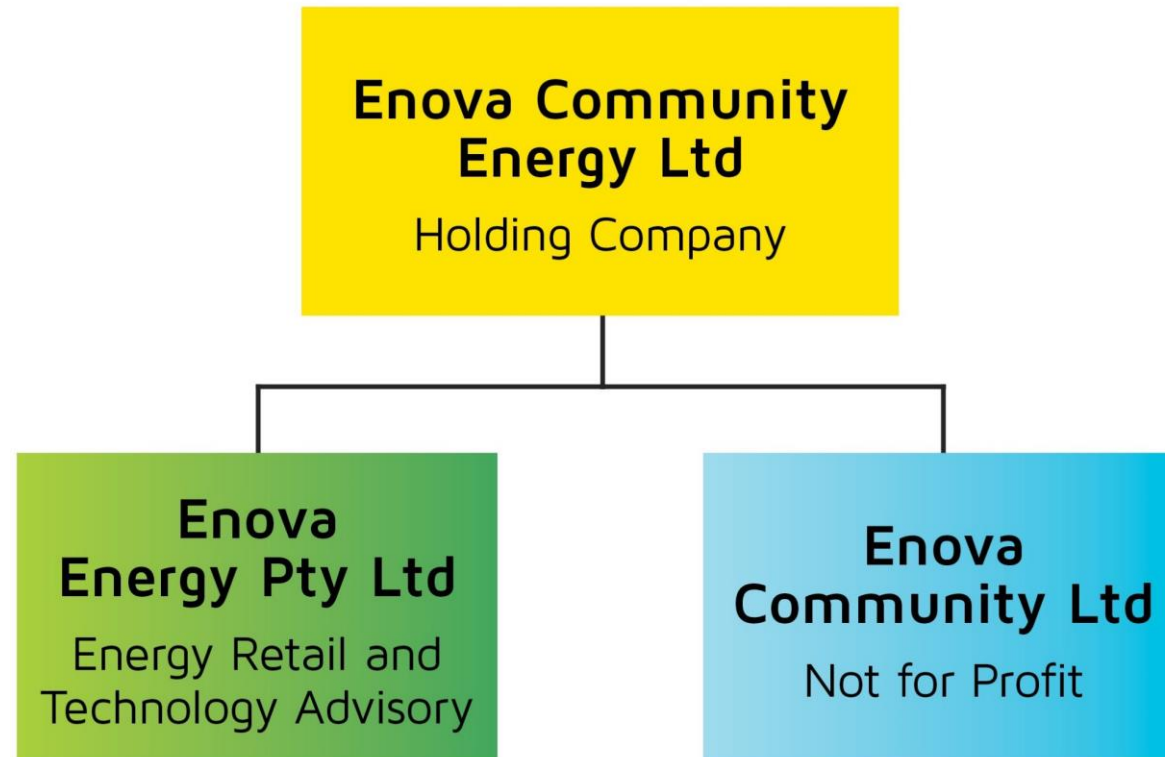 Enova Community
Energy Ltd
Holding Company
Enova
Energy Pty Ltd
Energy Retail and
Technology Advisory
Enova
Community Ltd
Not for Profit